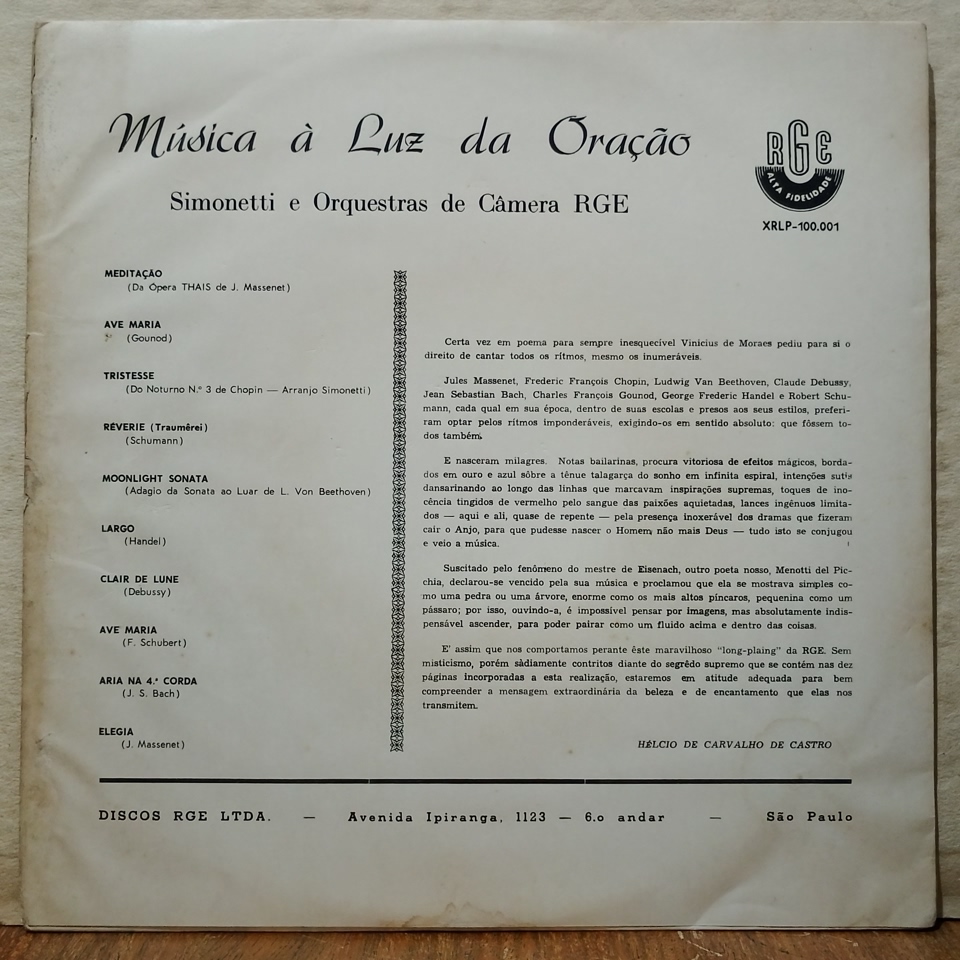 Música à Luz da Oração
Simonetti e Orquestras de Câmera RGE
RGE
ALTA FIDELIDADE
XRLP-100.001
MEDITAÇÃO
(Da Ópera THAIS de J. Massenet)
AVE MARIA
(Gounod)
TRISTESSE
(Do Noturno N.º 3 de Chopin — Arranjo Simonetti)
RÉVERIE (Traumêrei)
(Schumann)
MOONLIGHT SONATA
(Adagio da Sonata ao Luar de L. Von Beethoven)
LARGO
(Handel)
CLAIR DE LUNE
(Debussy)
AVE MARIA
(F. Schubert)
ARIA NA 4.ª CORDA
(J. S. Bach)
ELEGIA
(J. Massenet)
Certa vez em poema para sempre inesquecível Vinicius de Moraes pediu para si o
direito de cantar todos os rítmos, mesmo os inumeráveis.
Jules Massenet, Frederic François Chopin, Ludwig Van Beethoven, Claude Debussy,
Jean Sebastian Bach, Charles François Gounod, George Frederic Handel e Robert Schu-
mann, cada qual em sua época, dentro de suas escolas e presos aos seus estilos, preferi-
ram optar pelos rítmos imponderáveis, exigindo-os em sentido absoluto: que fôssem to-
dos também.
E nasceram milagres. Notas bailarinas, procura vitoriosa de efeitos mágicos, borda-
dos em ouro e azul sôbre a tênue talagarça do sonho em infinita espiral, intenções sutis
dansarinando ao longo das linhas que marcavam inspirações supremas, toques de ino-
cência tingidos de vermelho pelo sangue das paixões aquietadas, lances ingênuos limita-
dos — aqui e ali, quase de repente — pela presença inoxerável dos dramas que fizeram
cair o Anjo, para que pudesse nascer o Homem, não mais Deus — tudo isto se conjugou
e veio a música.
Suscitado pelo fenômeno do mestre de Eisenach, outro poeta nosso, Menotti del Pic-
chia, declarou-se vencido pela sua música e proclamou que ela se mostrava simples co-
mo uma pedra ou uma árvore, enorme como os mais altos píncaros, pequenina como um
pássaro; por isso, ouvindo-a, é impossível pensar por imagens, mas absolutamente indis-
pensável ascender, para poder pairar como um fluido acima e dentro das coisas.
E' assim que nos comportamos perante êste maravilhoso "long-plaing" da RGE. Sem
misticismo, porém sàdiamente contritos diante do segrêdo supremo que se contém nas dez
páginas incorporadas a esta realização, estaremos em atitude adequada para bem
compreender a mensagem extraordinária da beleza e de encantamento que elas nos
transmitem.
HÉLCIO DE CARVALHO DE CASTRO
DISCOS RGE LTDA. — Avenida Ipiranga, 1123 — 6.o andar — São Paulo